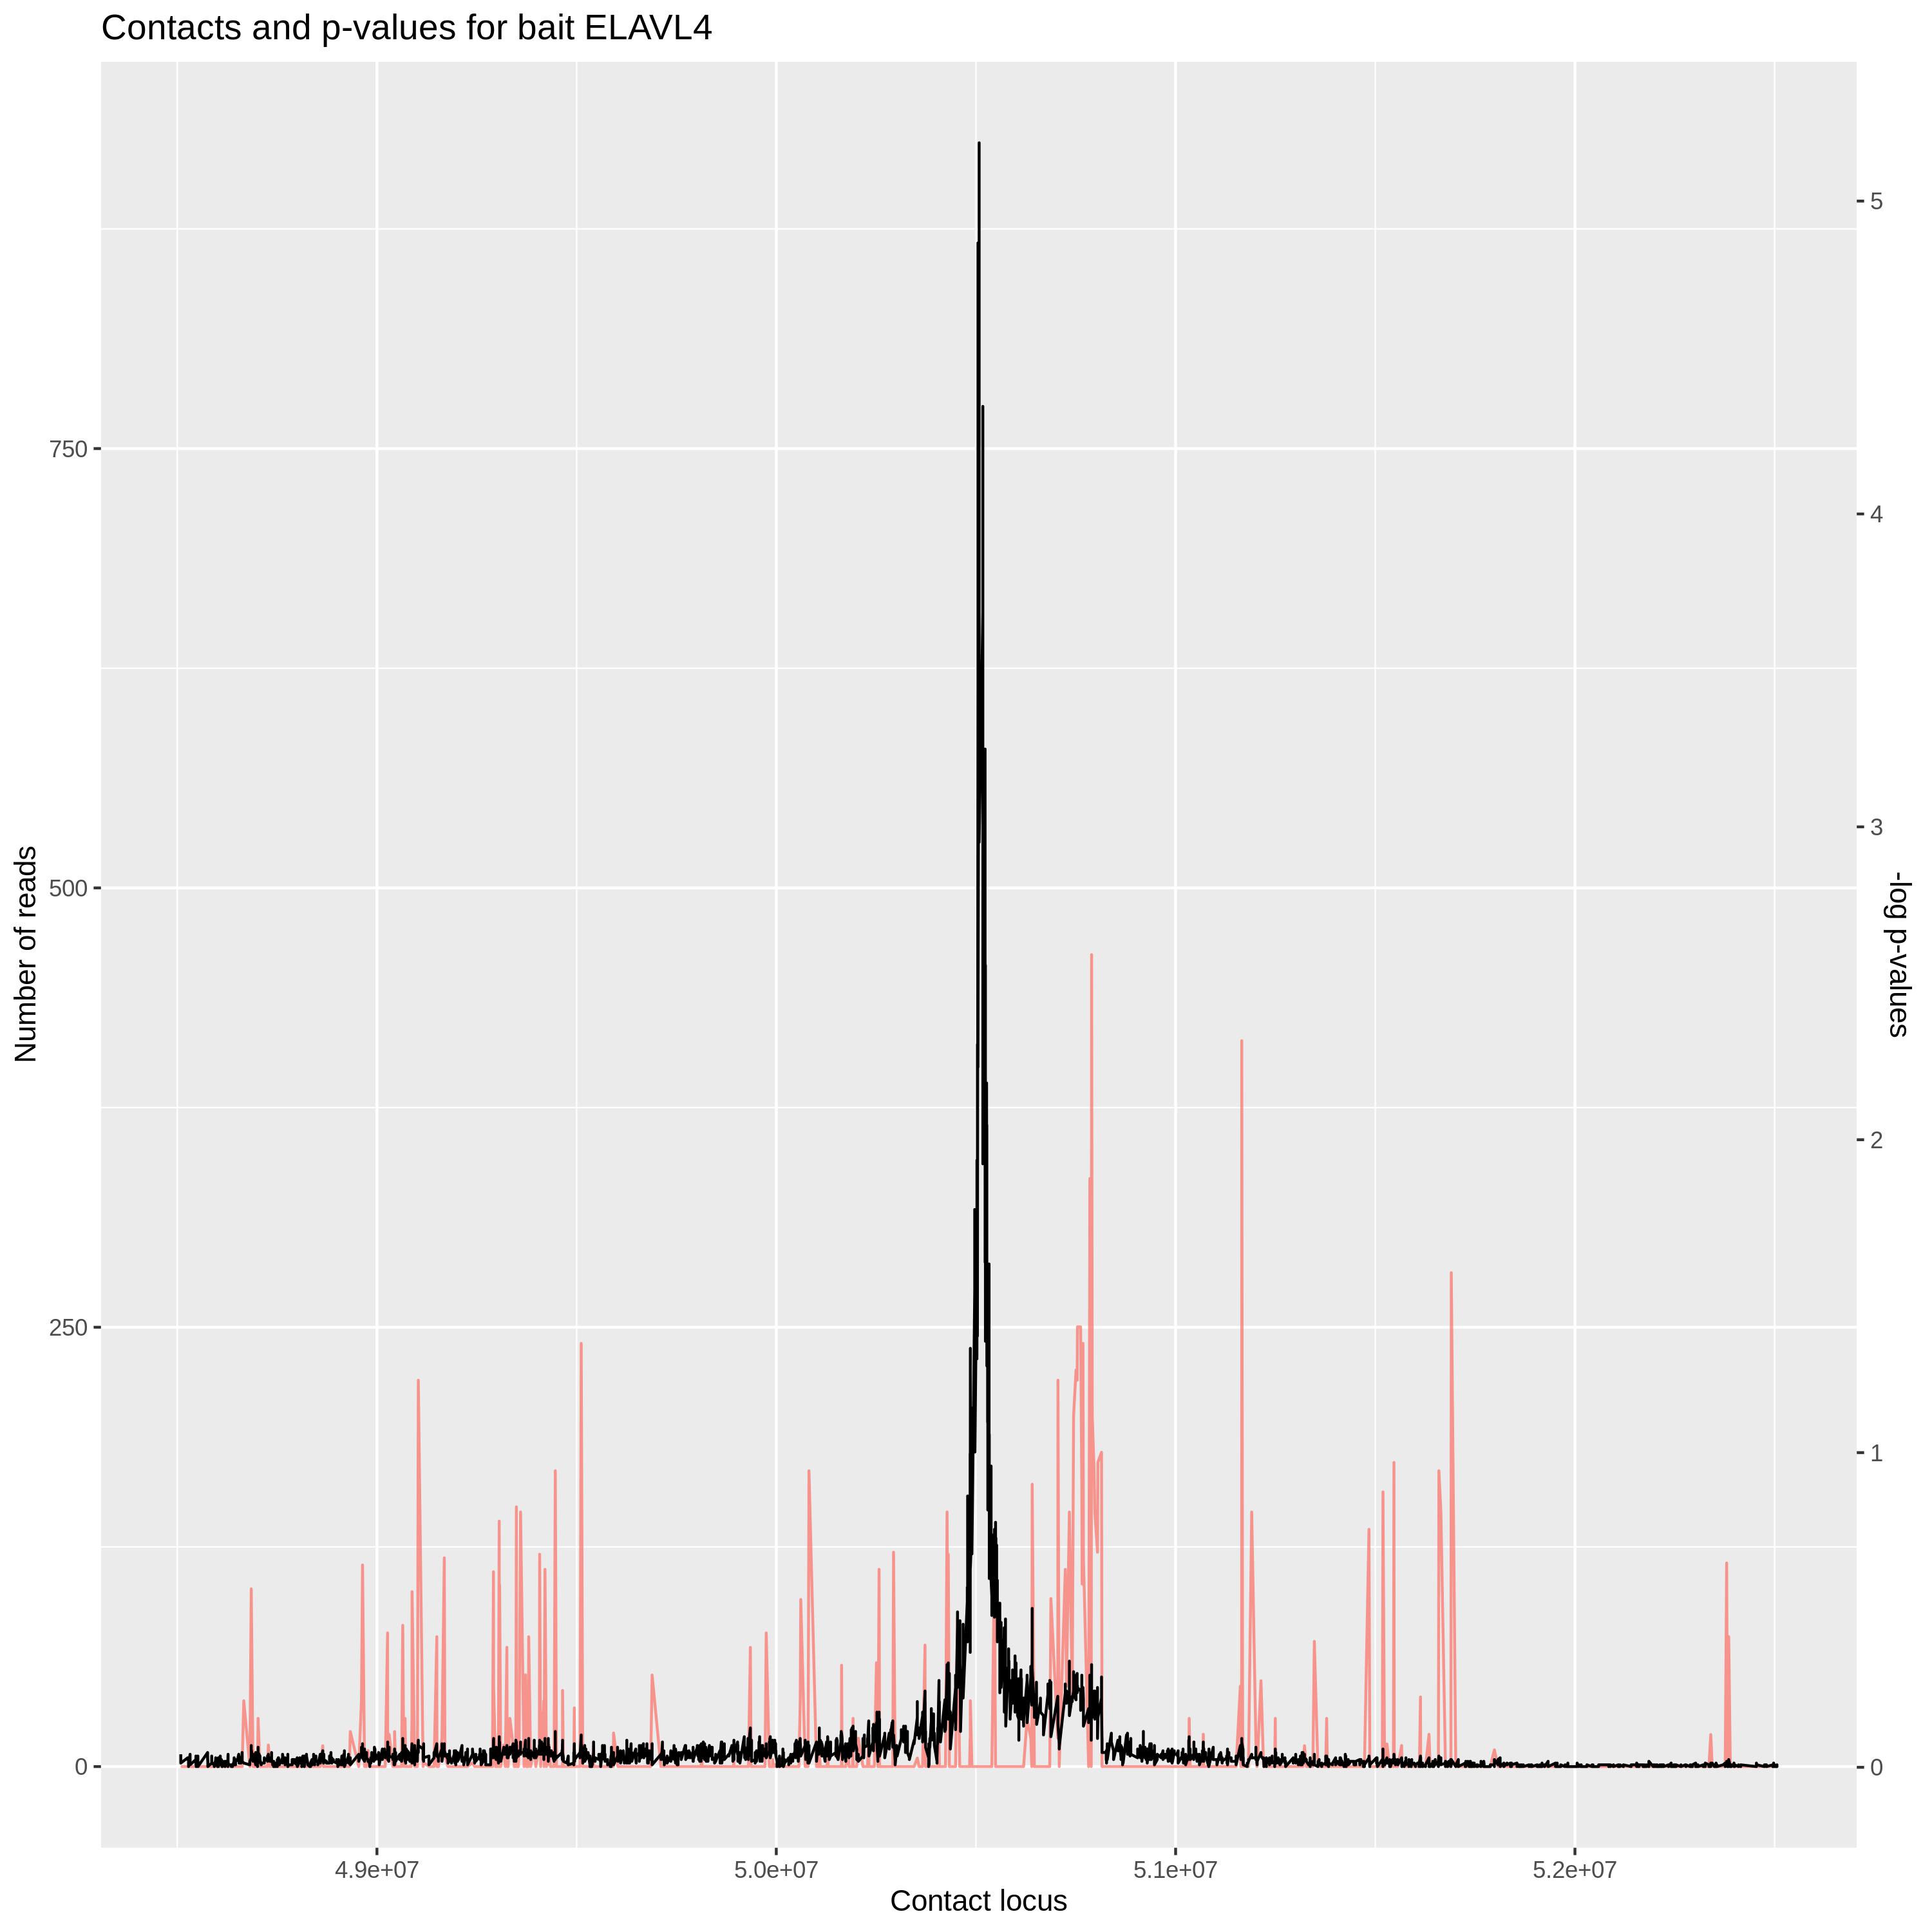 Contacts and p-values for bait ELAVL4
Number of reads
750
500
250
0
5
4
3
2
1
0
-log p-values
4.9e+07
5.0e+07
5.1e+07
5.2e+07
Contact locus